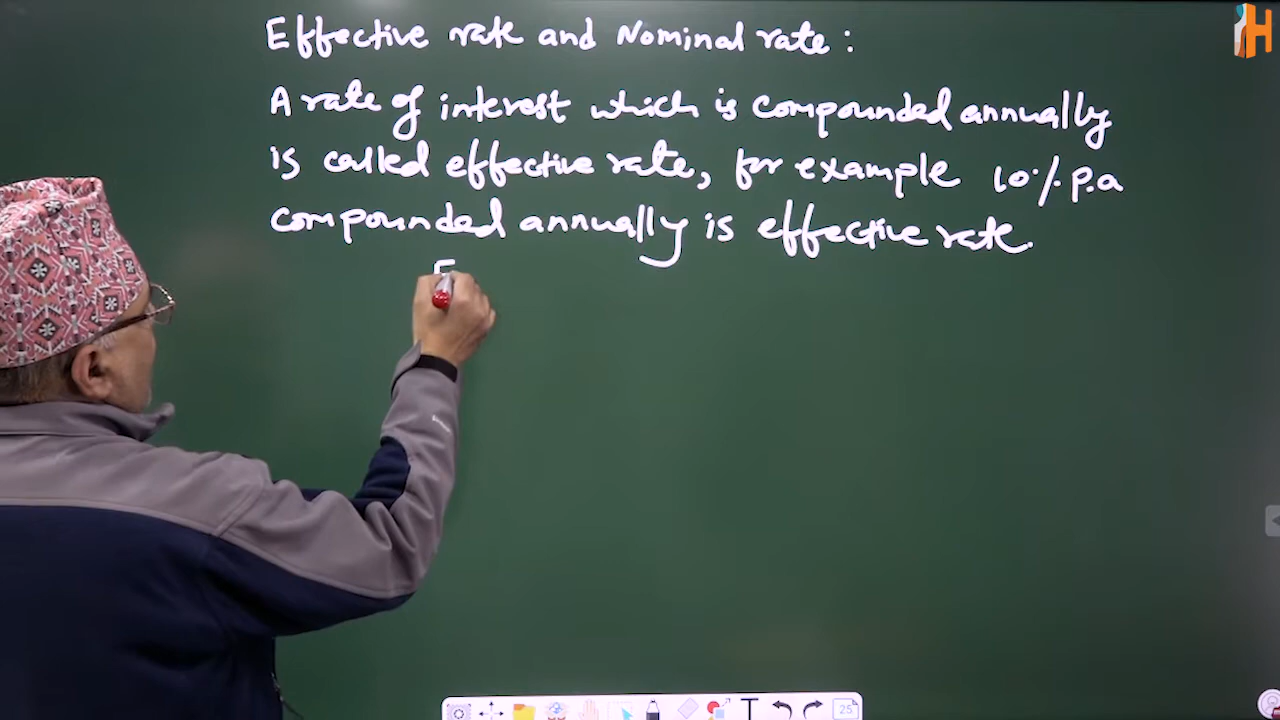 Effective rate and Nominal rate :
A rate of interest which is compounded annually
is called effective rate, for example 10% p.a
compounded annually is effective rate.
F
H
T
25